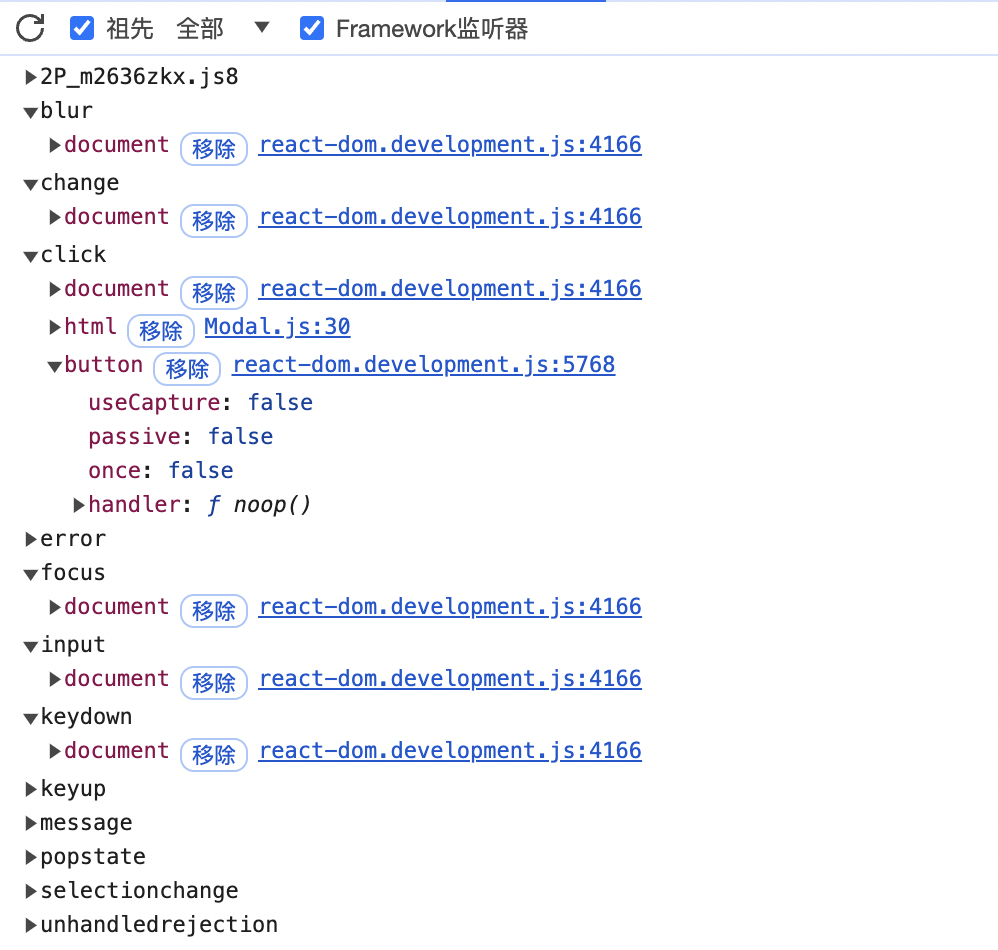 祖先 全部 Framework监听器
2P_m2636zkx.js8
blur
document 移除 react-dom.development.js:4166
change
document 移除 react-dom.development.js:4166
click
document 移除 react-dom.development.js:4166
html 移除 Modal.js:30
button 移除 react-dom.development.js:5768
useCapture: false
passive: false
once: false
handler: ƒ noop()
error
focus
document 移除 react-dom.development.js:4166
input
document 移除 react-dom.development.js:4166
keydown
document 移除 react-dom.development.js:4166
keyup
message
popstate
selectionchange
unhandledrejection